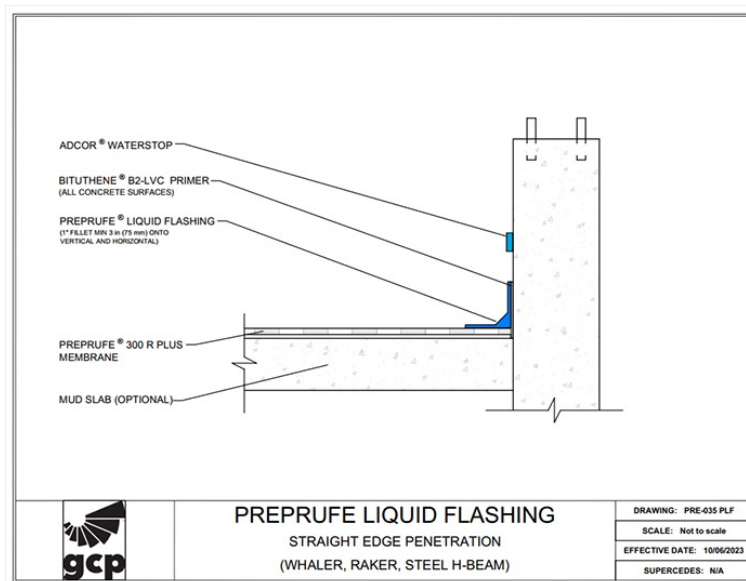 ADCOR ® WATERSTOP
BITUTHENE ® B2-LVC PRIMER
(ALL CONCRETE SURFACES)
PREPRUFE ® LIQUID FLASHING
(1" FILLET MIN 3 in (75 mm) ONTO
VERTICAL AND HORIZONTAL)
PREPRUFE ® 300 R PLUS
MEMBRANE
MUD SLAB (OPTIONAL)
gcp
PREPRUFE LIQUID FLASHING
STRAIGHT EDGE PENETRATION
(WHALER, RAKER, STEEL H-BEAM)
DRAWING: PRE-035 PLF
SCALE: Not to scale
EFFECTIVE DATE: 10/06/2023
SUPERCEDES: N/A